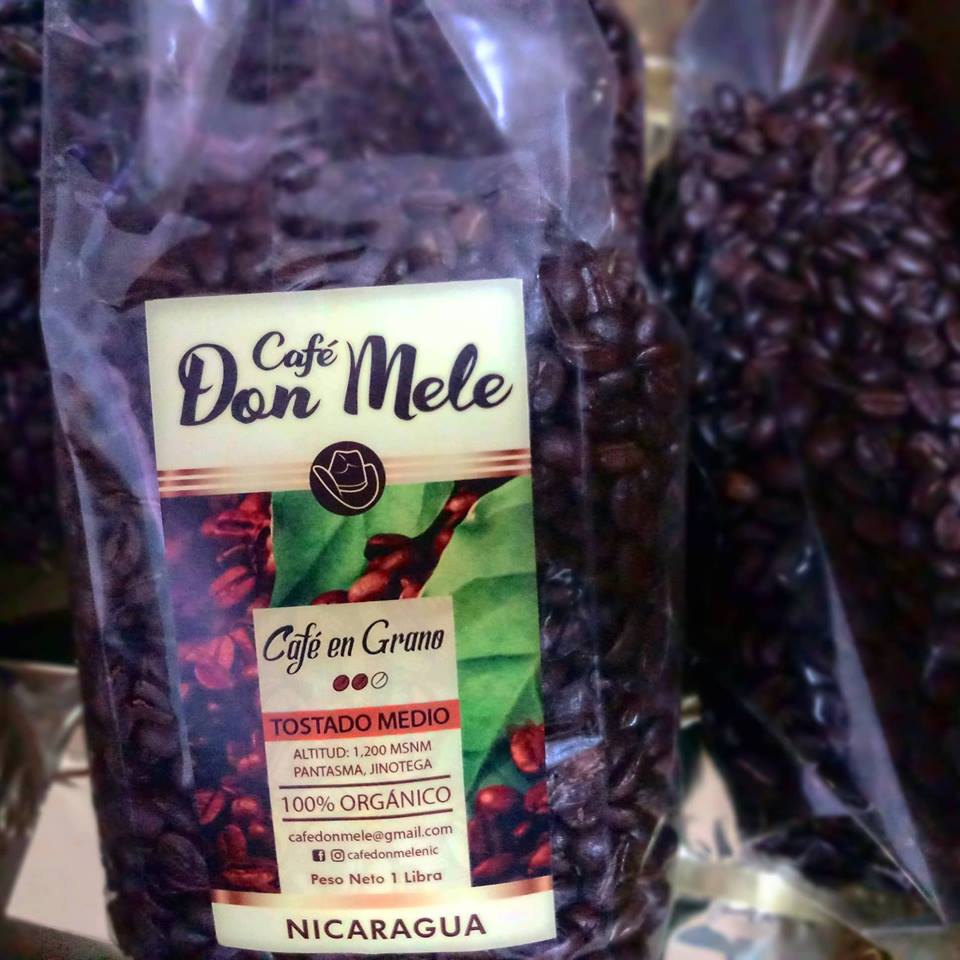 Café
Don Mele
Café en Grano
TOSTADO MEDIO
ALTITUD: 1,200 MSNM
PANTASMA, JINOTEGA
100% ORGÁNICO
cafedonmele@gmail.com
cafedonmelenic
Peso Neto 1 Libra
NICARAGUA